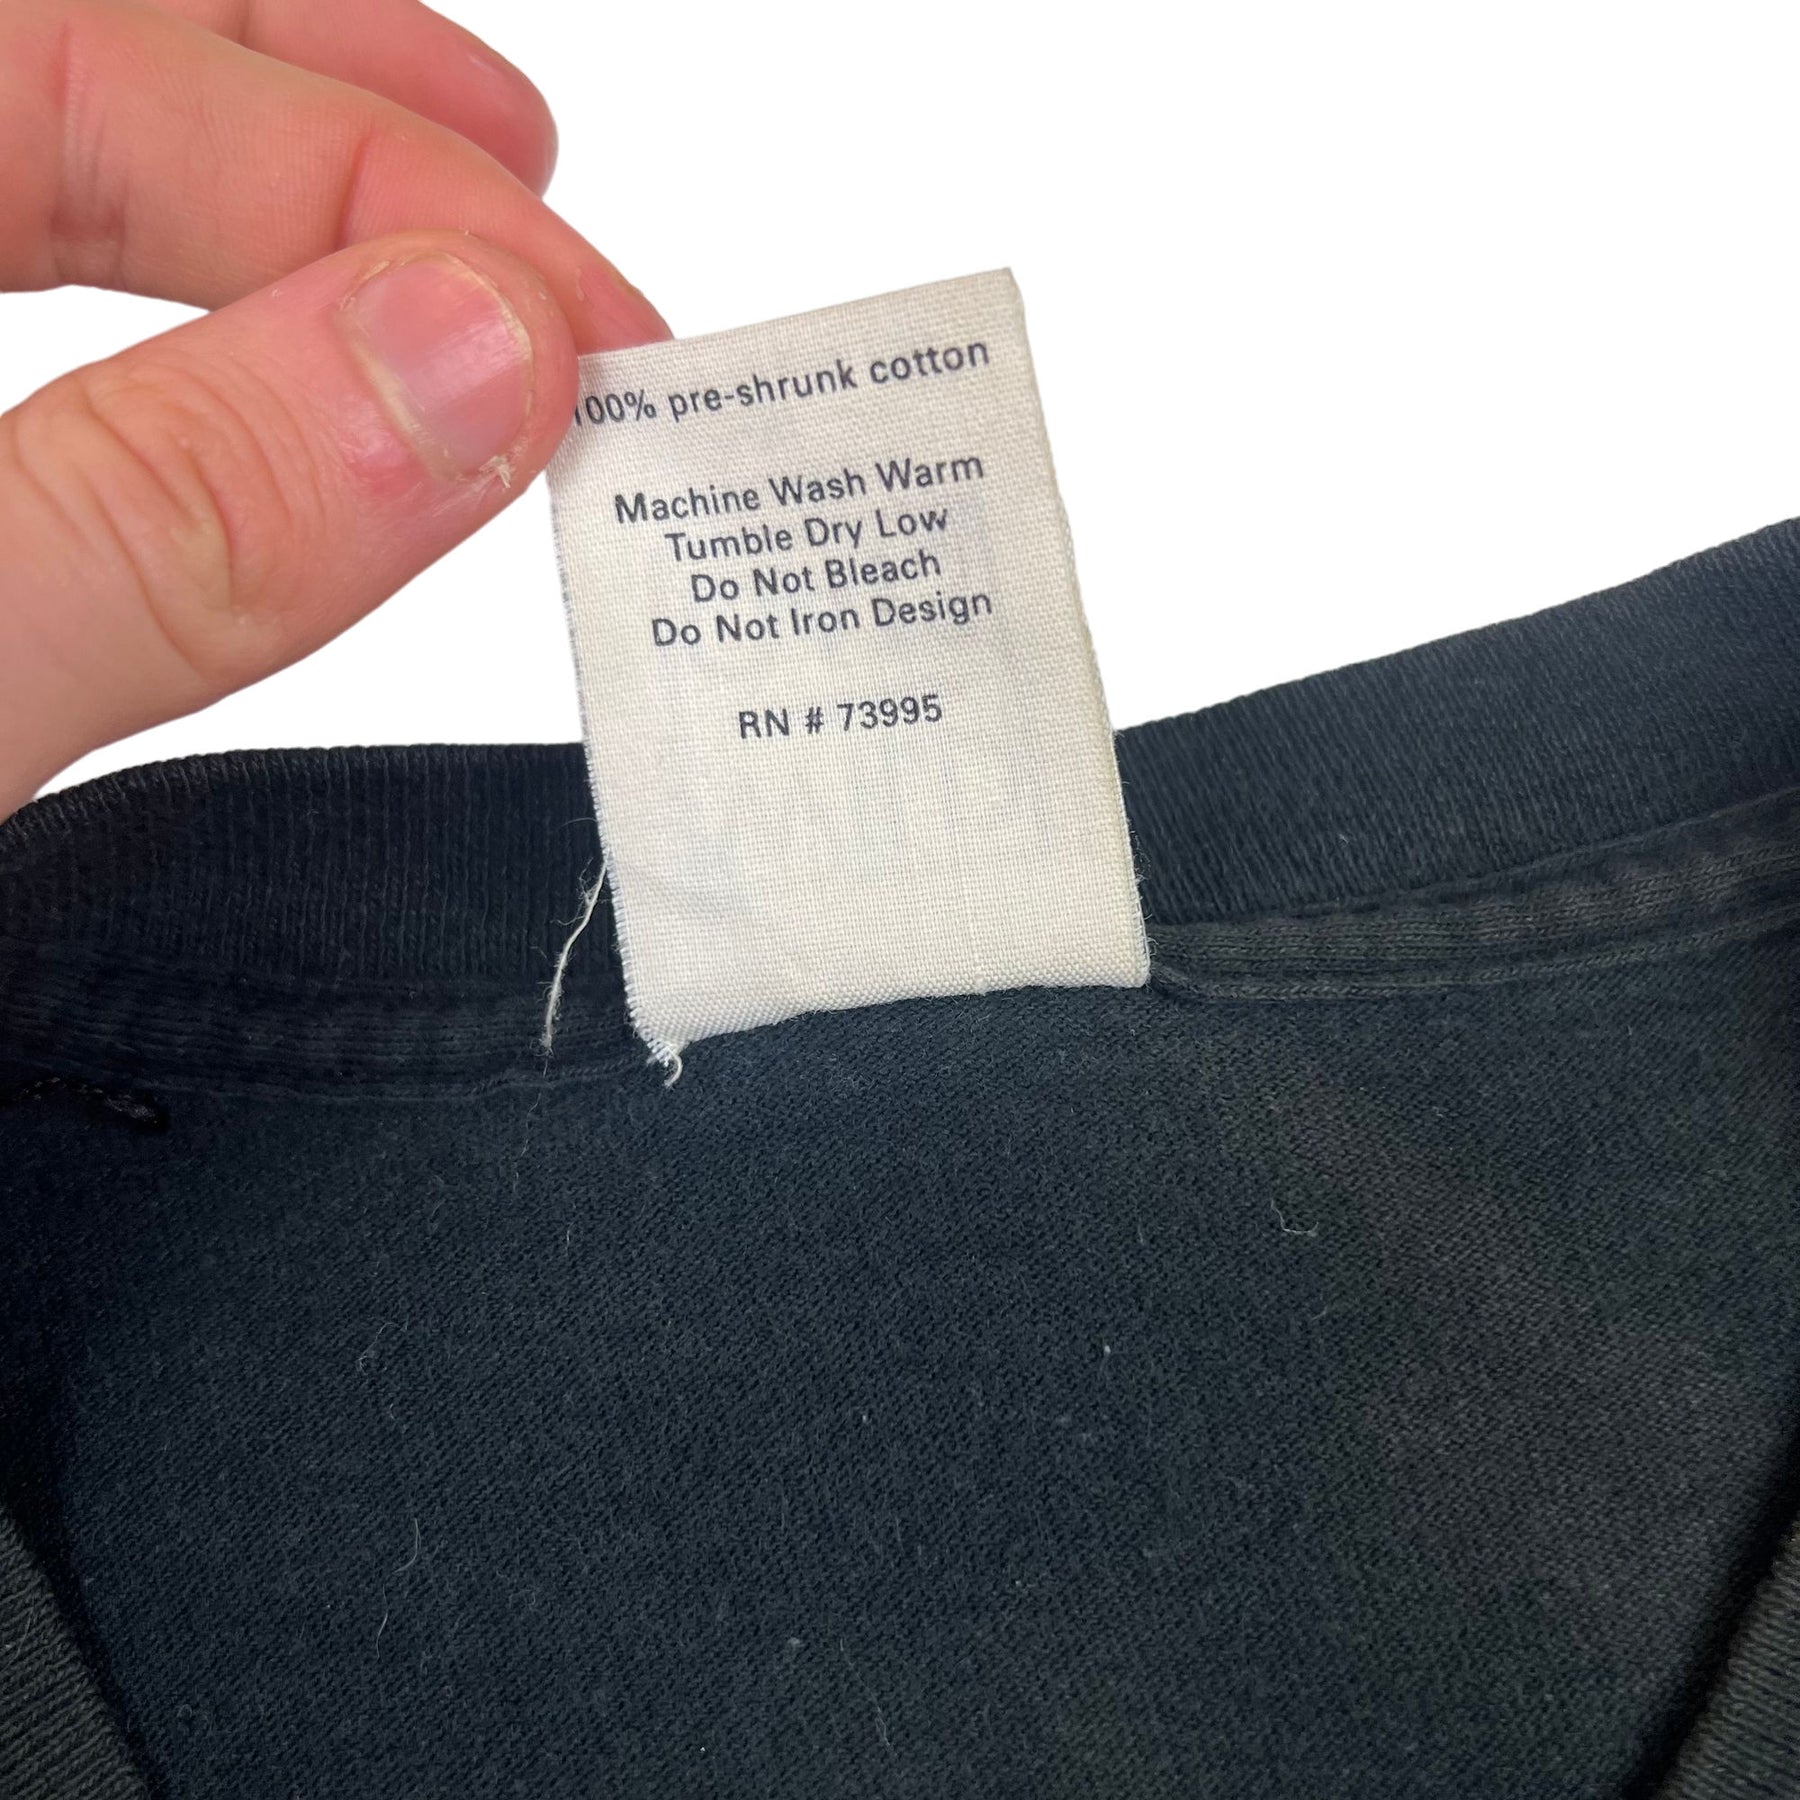 100% pre-shrunk cotton
Machine Wash Warm
Tumble Dry Low
Do Not Bleach
Do Not Iron Design
RN # 73995